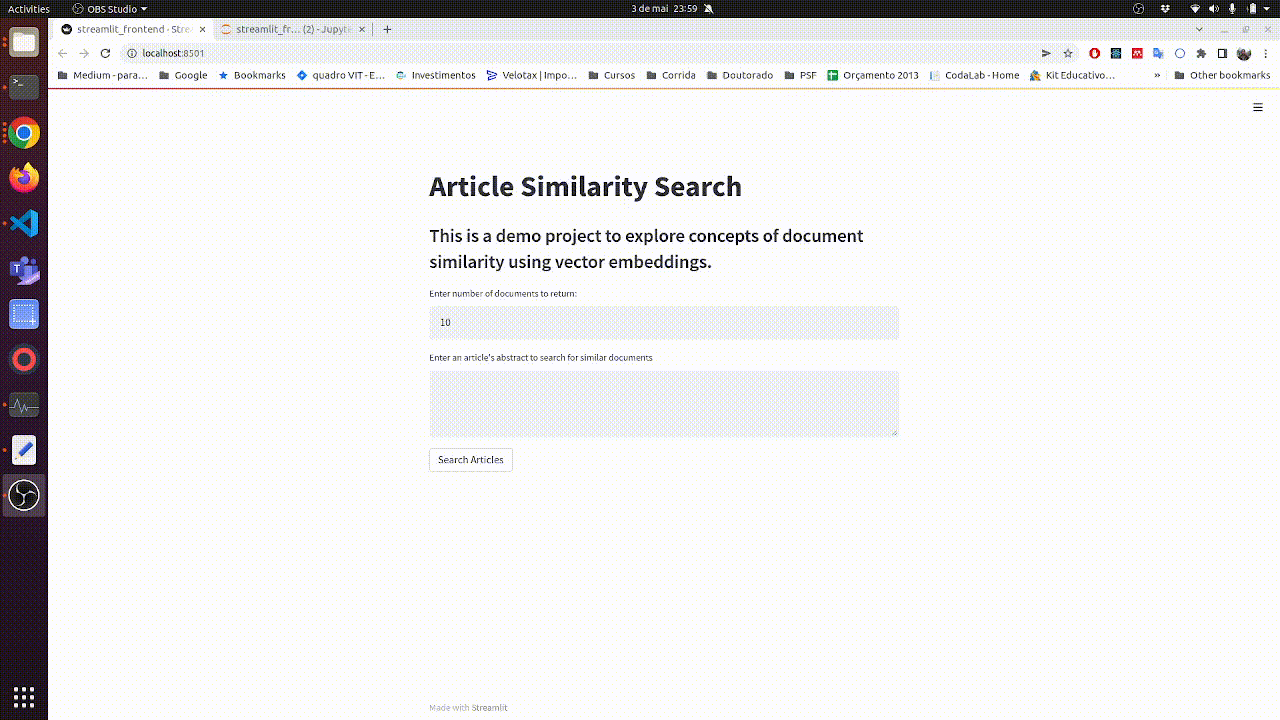 Activities OBS Studio 3 de mai 23:59
streamlit_frontend - Stre streamlit_fr… (2) - Jupyte
localhost:8501
Medium - para… Google Bookmarks quadro VIT - E… Investimentos Velotax | Impo… Cursos Corrida Doutorado PSF Orçamento 2013 CodaLab - Home Kit Educativo… » Other bookmarks
Article Similarity Search
This is a demo project to explore concepts of document
similarity using vector embeddings.
Enter number of documents to return:
10
Enter an article's abstract to search for similar documents
Search Articles
Made with Streamlit